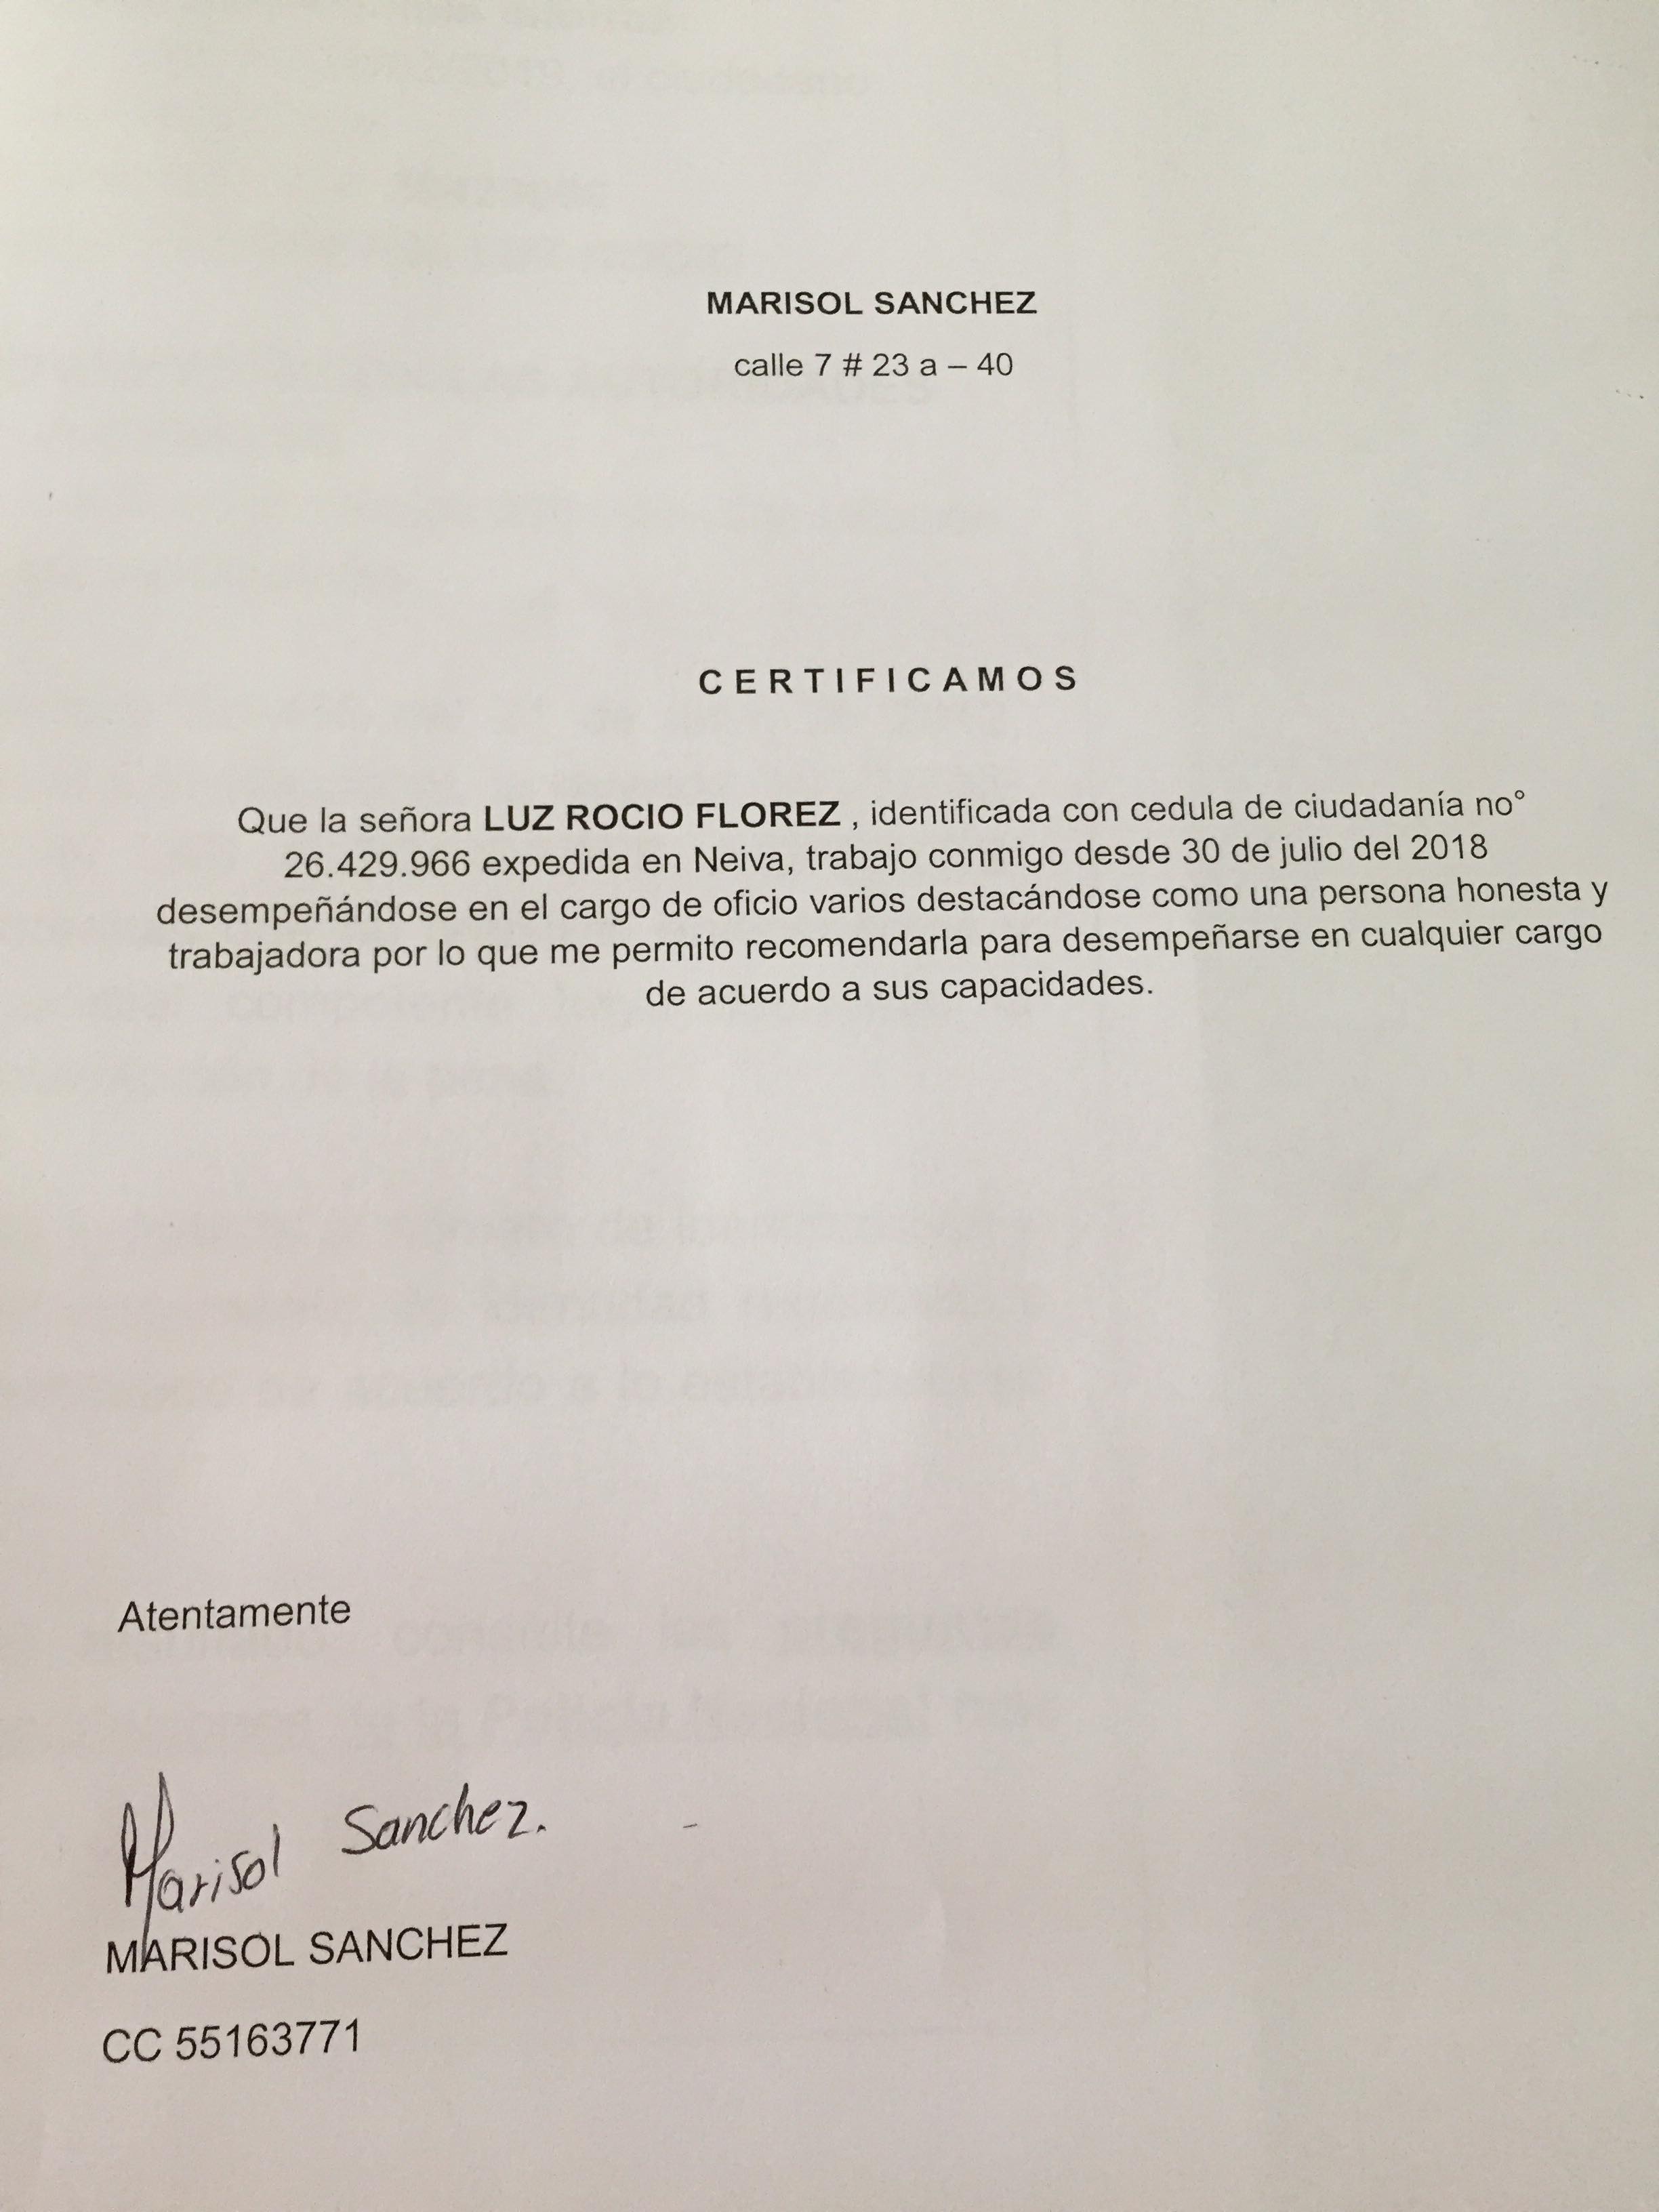 MARISOL SANCHEZ
calle 7 # 23 a – 40
CERTIFICAMOS
Que la señora LUZ ROCIO FLOREZ , identificada con cedula de ciudadanía no°
26.429.966 expedida en Neiva, trabajo conmigo desde 30 de julio del 2018
desempeñándose en el cargo de oficio varios destacándose como una persona honesta y
trabajadora por lo que me permito recomendarla para desempeñarse en cualquier cargo
de acuerdo a sus capacidades.
Atentamente
Marisol Sanchez.
MARISOL SANCHEZ
CC 55163771